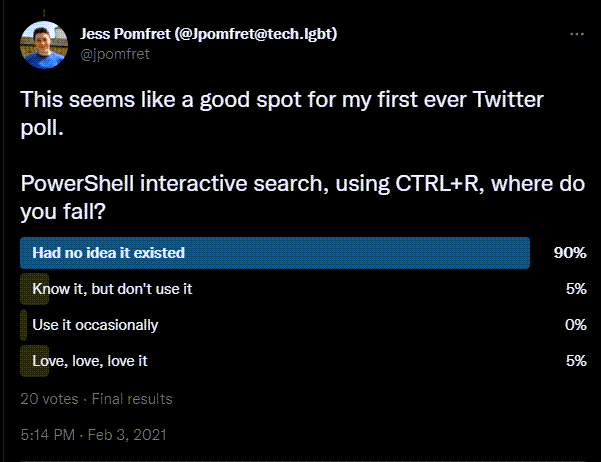 Jess Pomfret (@Jpomfret@tech.lgbt)
@jpomfret
This seems like a good spot for my first ever Twitter
poll.
PowerShell interactive search, using CTRL+R, where do
you fall?
Had no idea it existed 90%
Know it, but don't use it 5%
Use it occasionally 0%
Love, love, love it 5%
20 votes · Final results
5:14 PM · Feb 3, 2021